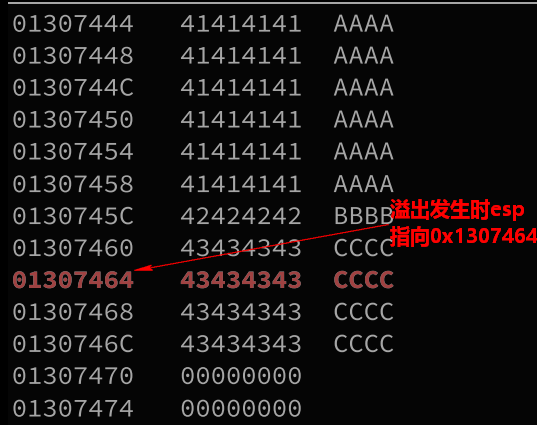 01307444 41414141 AAAA
01307448 41414141 AAAA
0130744C 41414141 AAAA
01307450 41414141 AAAA
01307454 41414141 AAAA
01307458 41414141 AAAA
0130745C 42424242 BBBB
溢出发生时esp
指向0x1307464
01307460 43434343 CCCC
01307464 43434343 CCCC
01307468 43434343 CCCC
0130746C 43434343 CCCC
01307470 00000000
01307474 00000000